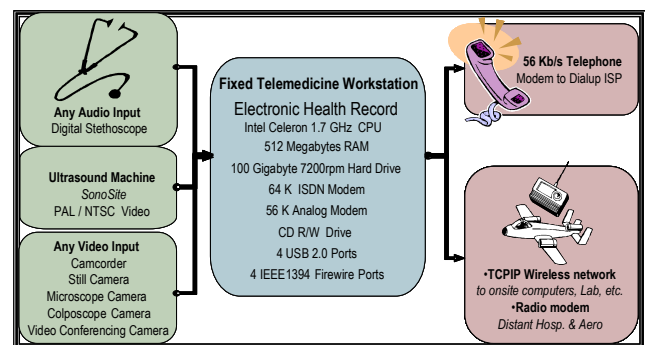 Any Audio Input
Digital Stethoscope
Ultrasound Machine
SonoSite
PAL / NTSC Video
Any Video Input
Camcorder
Still Camera
Microscope Camera
Colposcope Camera
Video Conferencing Camera
Fixed Telemedicine Workstation
Electronic Health Record
Intel Celeron 1.7 GHz CPU
512 Megabytes RAM
100 Gigabyte 7200rpm Hard Drive
64 K ISDN Modem
56 K Analog Modem
CD R/W Drive
4 USB 2.0 Ports
4 IEEE1394 Firewire Ports
56 Kb/s Telephone
Modem to Dialup ISP
•TCPIP Wireless network
to onsite computers, Lab, etc.
•Radio modem
Distant Hosp. & Aero